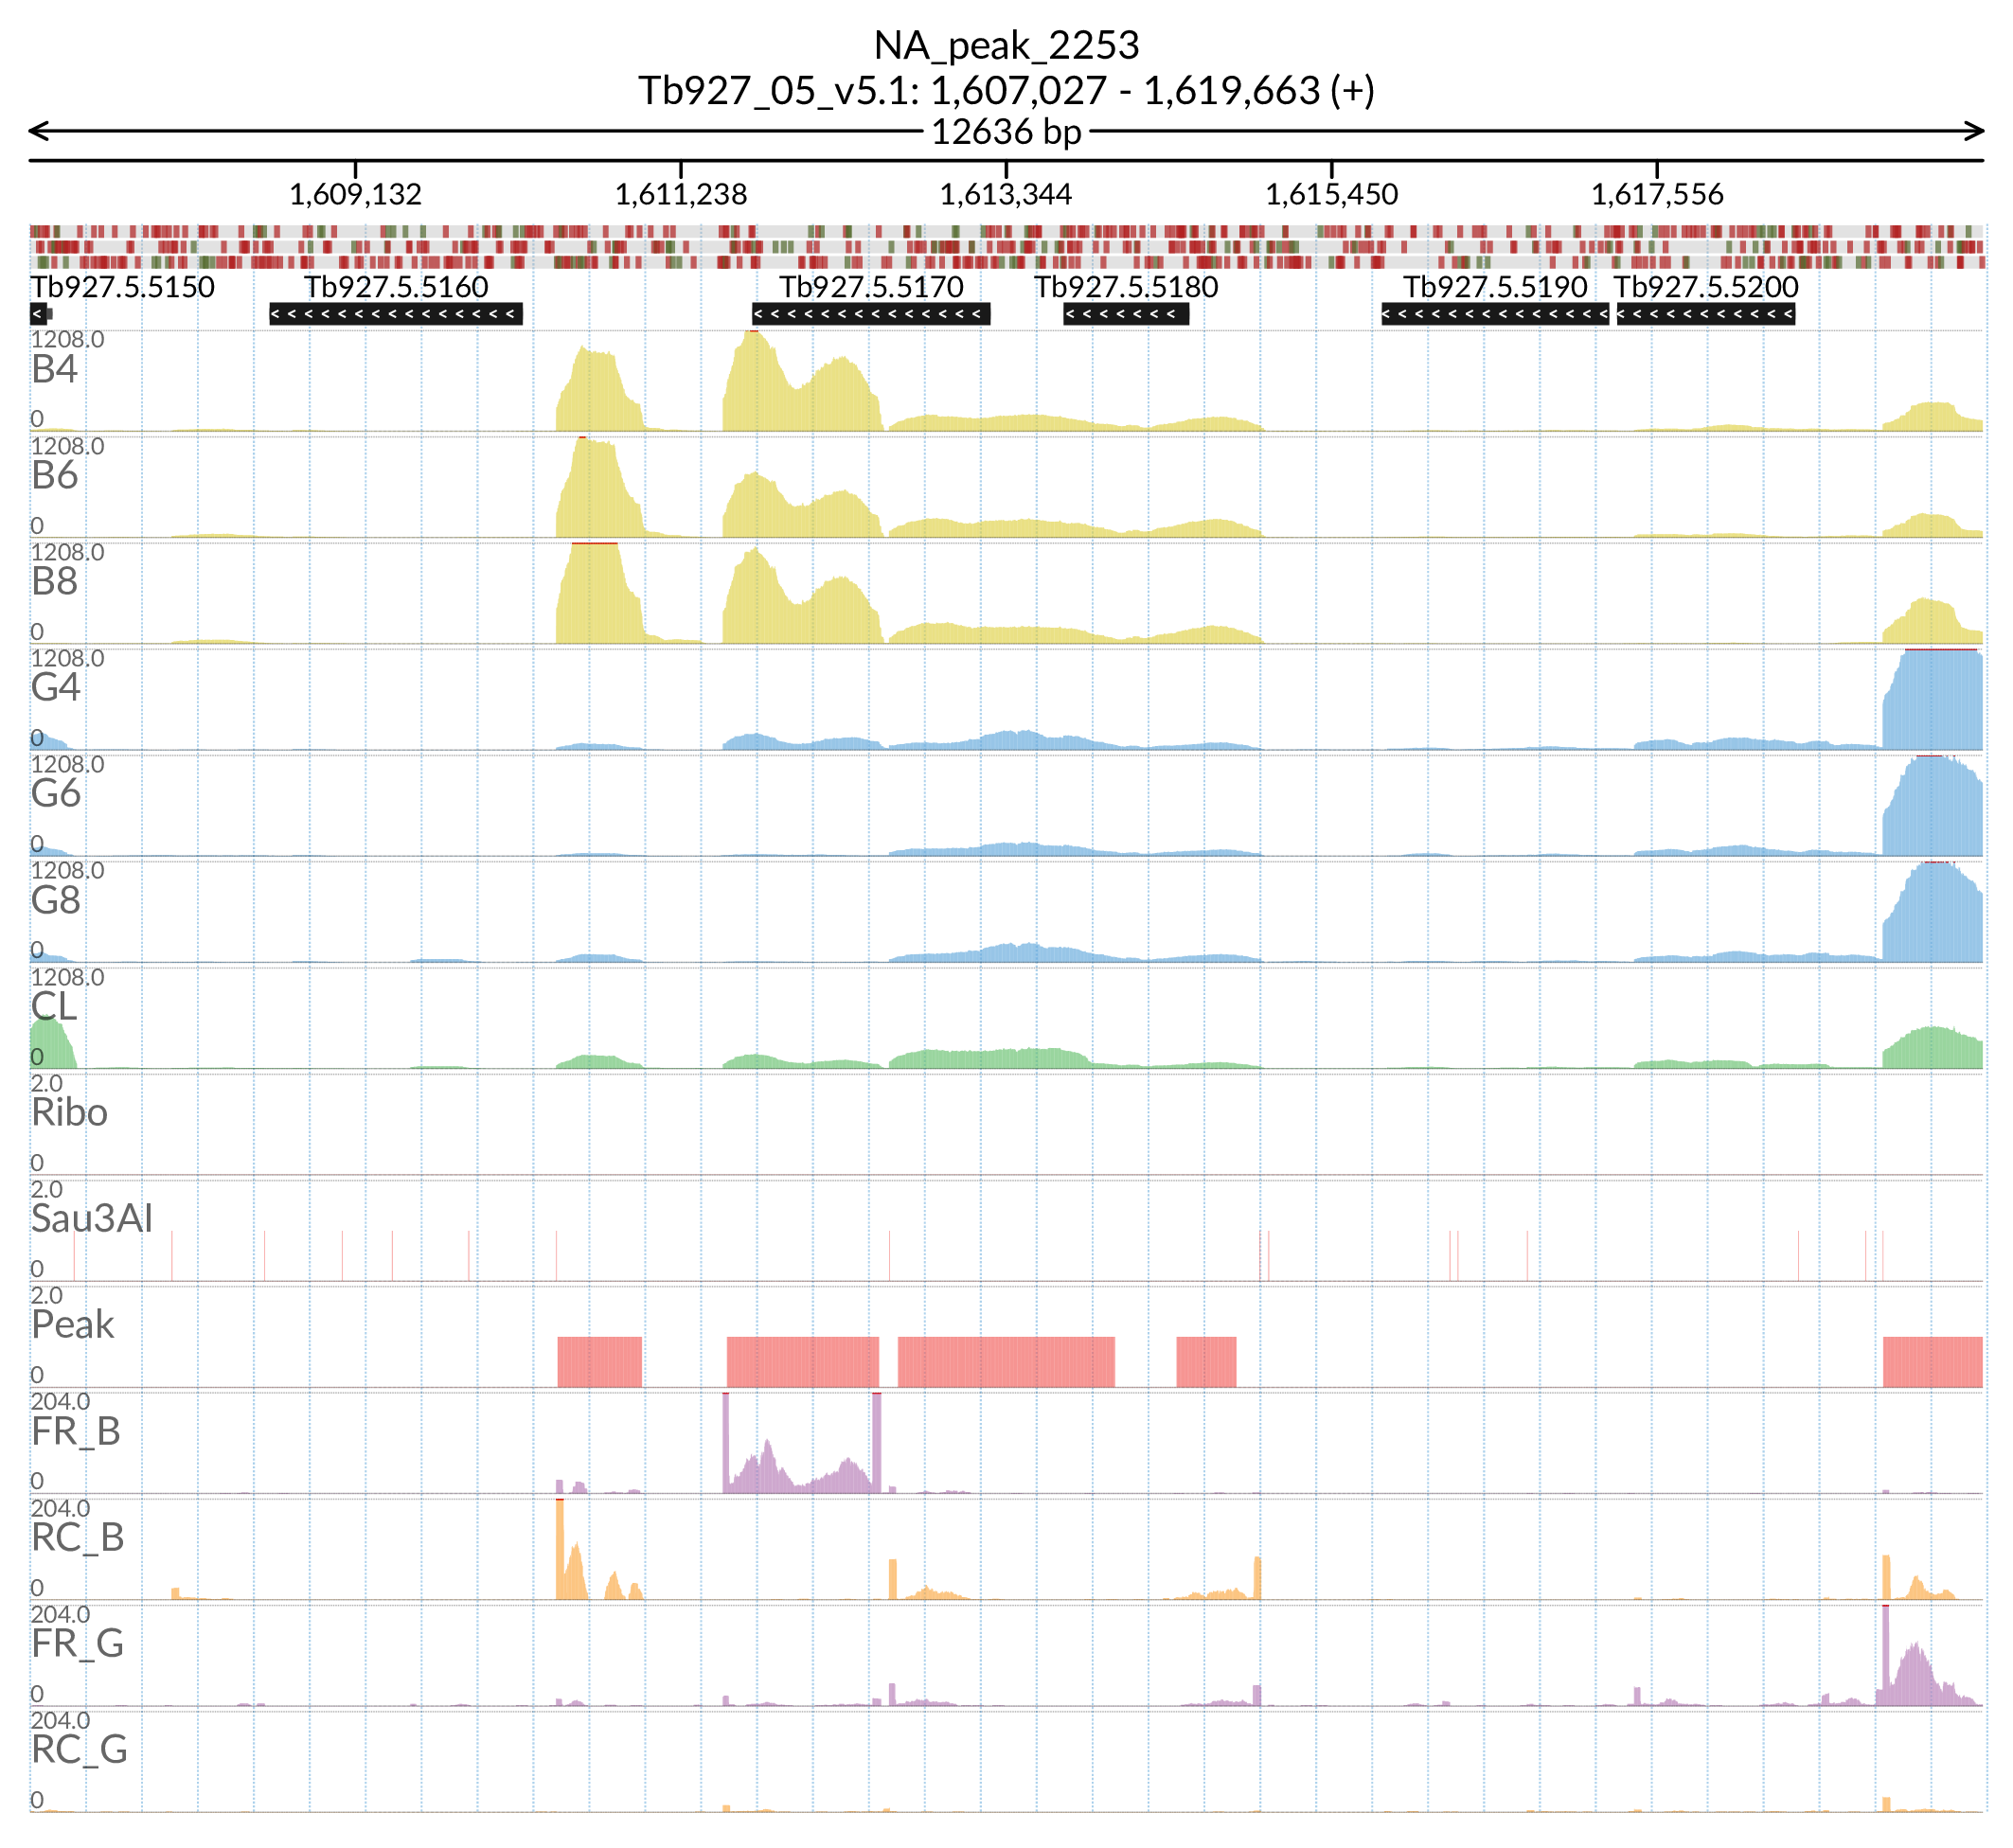 NA_peak_2253
Tb927_05_v5.1: 1,607,027 - 1,619,663 (+)
12636 bp
1,609,132 1,611,238 1,613,344 1,615,450 1,617,556
Tb927.5.5150 Tb927.5.5160 Tb927.5.5170 Tb927.5.5180 Tb927.5.5190 Tb927.5.5200
1208.0
B4
0
1208.0
B6
0
1208.0
B8
0
1208.0
G4
0
1208.0
G6
0
1208.0
G8
0
1208.0
CL
0
2.0
Ribo
0
2.0
Sau3AI
0
2.0
Peak
0
204.0
FR_B
0
204.0
RC_B
0
204.0
FR_G
0
204.0
RC_G
0